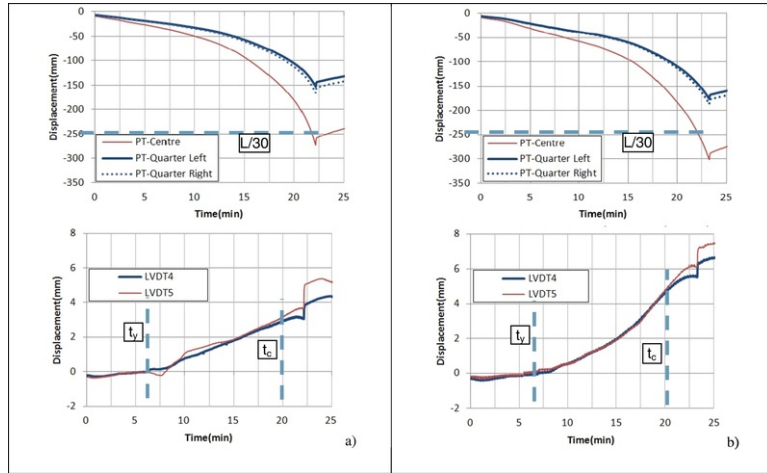 0
-50
-100
-150
-200
-250
-300
-350
Displacement(mm)
L/30
PT-Centre
PT-Quarter Left
PT-Quarter Right
0 5 10 15 20 25
Time(min)
8
6
4
2
0
-2
Displacement(mm)
LVDT4
LVDT5
ty
tc
0 5 10 15 20 25
Time(min)
a)
0
-50
-100
-150
-200
-250
-300
-350
Displacement(mm)
L/30
PT-Centre
PT-Quarter Left
PT-Quarter Right
0 5 10 15 20 25
Time(min)
8
6
4
2
0
-2
Displacement(mm)
LVDT4
LVDT5
ty
tc
0 5 10 15 20 25
Time(min)
b)